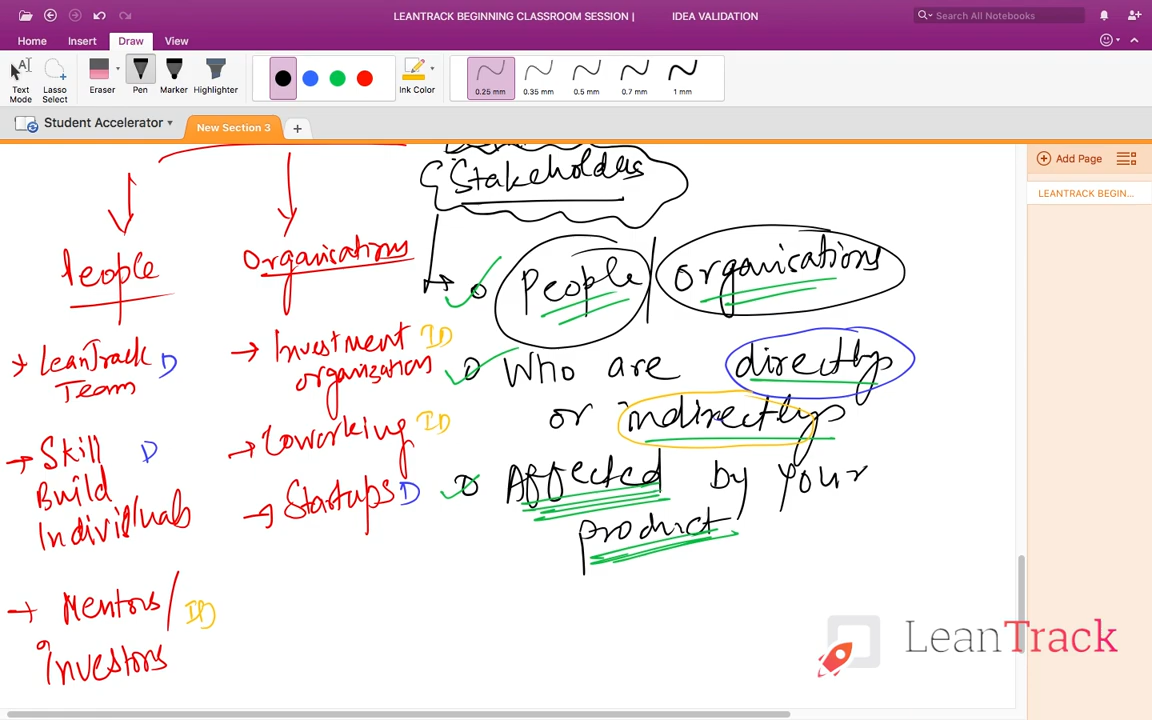 LEANTRACK BEGINNING CLASSROOM SESSION | IDEA VALIDATION
Search All Notebooks
Home Insert Draw View
Text Mode
Lasso Select
Eraser
Pen
Marker
Highlighter
Ink Color
0.25 mm 0.35 mm 0.5 mm 0.7 mm 1 mm
Student Accelerator
New Section 3
+
Add Page
LEANTRACK BEGIN...
Stakeholders
People / organisations
Who are directly
or indirectly
Affected by your
product
People
→ LeanTrack D
Team
→ Skill D
Build
Individuals
→ Mentors/ ID
Investors
Organisations
→ Investment ID
organization
→ Coworking ID
→ Startups D
LeanTrack